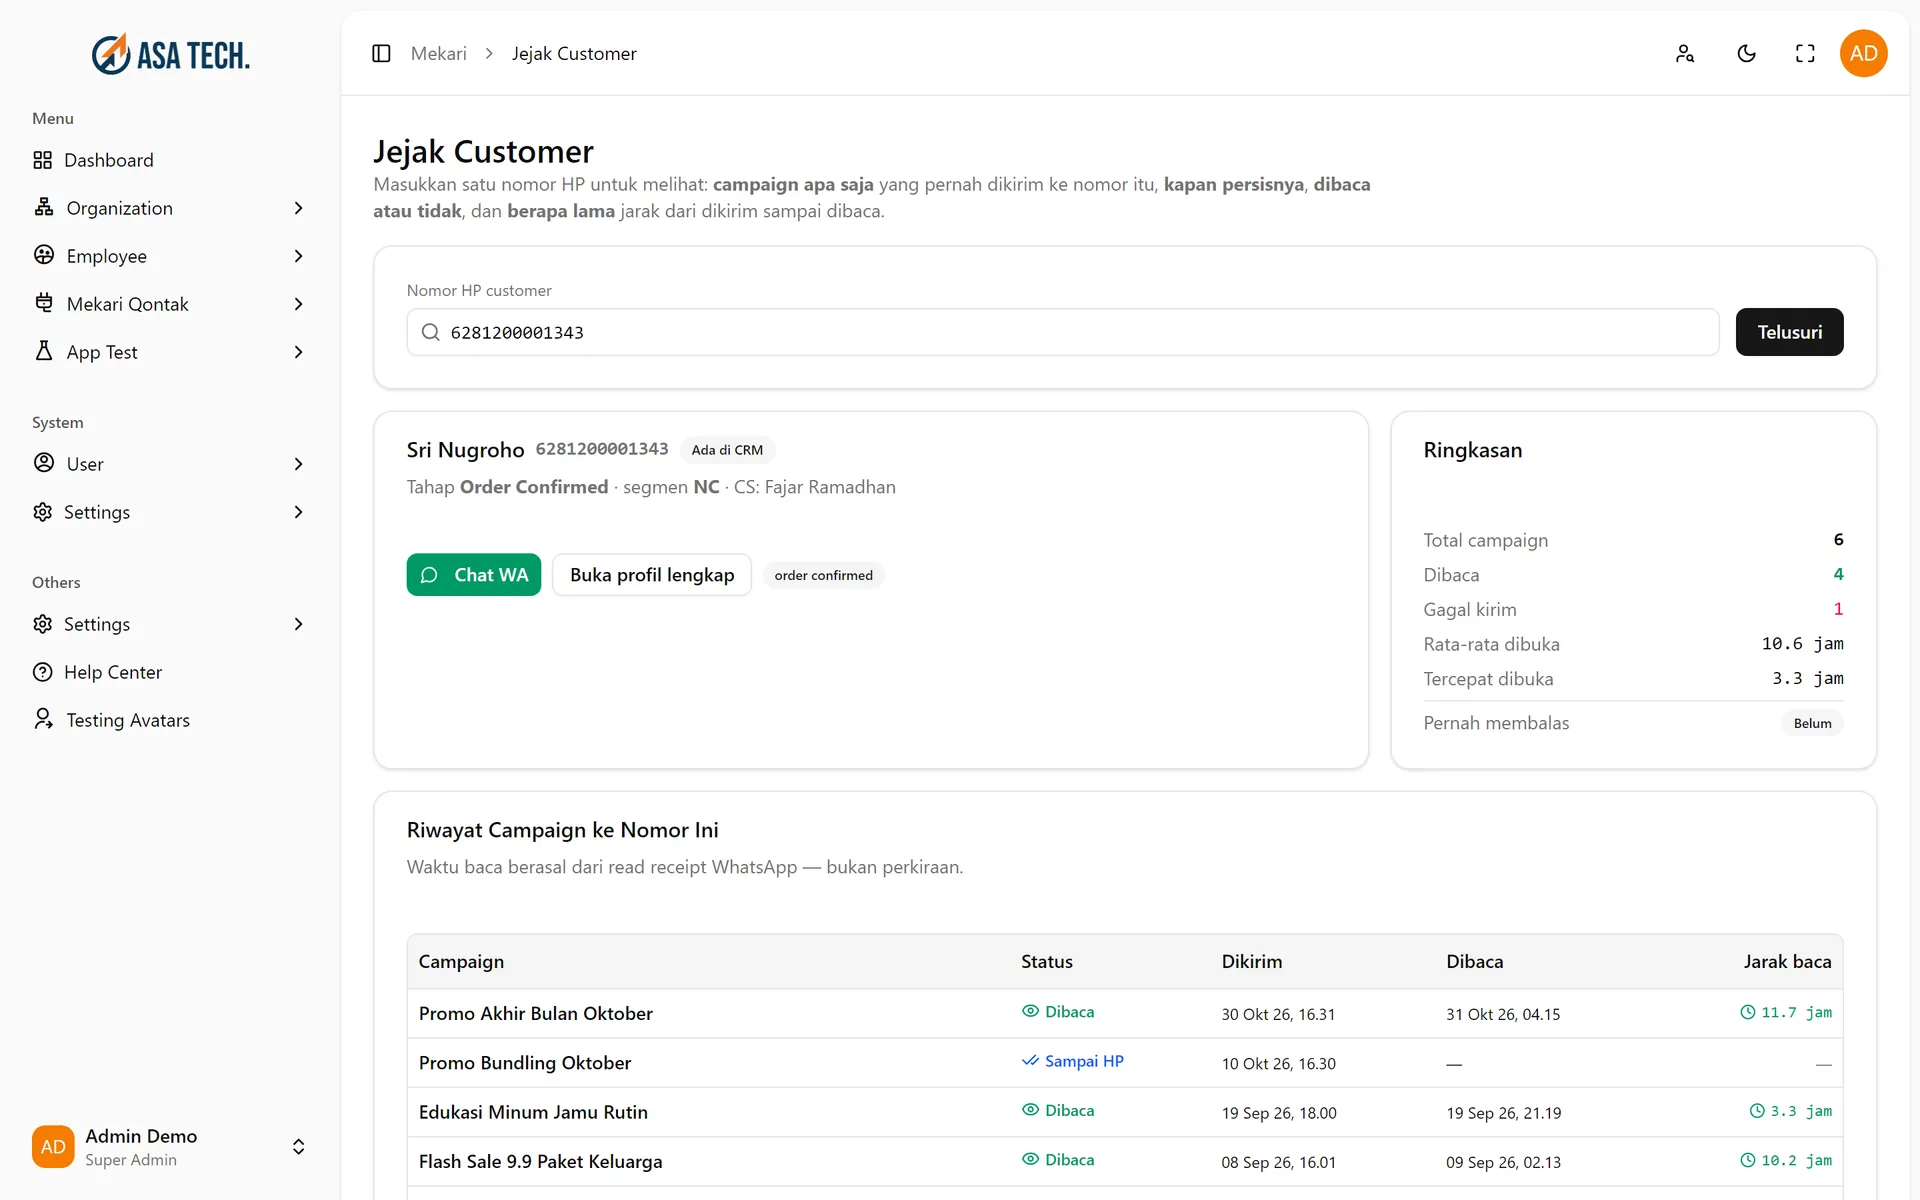 ASA TECH.
Menu
Dashboard
Organization
Employee
Mekari Qontak
App Test
System
User
Settings
Others
Settings
Help Center
Testing Avatars
AD
Admin Demo
Super Admin
Mekari
Jejak Customer
AD
Jejak Customer
Masukkan satu nomor HP untuk melihat: campaign apa saja yang pernah dikirim ke nomor itu, kapan persisnya, dibaca
atau tidak, dan berapa lama jarak dari dikirim sampai dibaca.
Nomor HP customer
6281200001343
Telusuri
Sri Nugroho 6281200001343 Ada di CRM
Tahap Order Confirmed · segmen NC · CS: Fajar Ramadhan
Chat WA Buka profil lengkap order confirmed
Ringkasan
Total campaign 6
Dibaca 4
Gagal kirim 1
Rata-rata dibuka 10.6 jam
Tercepat dibuka 3.3 jam
Pernah membalas Belum
Riwayat Campaign ke Nomor Ini
Waktu baca berasal dari read receipt WhatsApp — bukan perkiraan.
Campaign Status Dikirim Dibaca Jarak baca
Promo Akhir Bulan Oktober Dibaca 30 Okt 26, 16.31 31 Okt 26, 04.15 11.7 jam
Promo Bundling Oktober Sampai HP 10 Okt 26, 16.30 — —
Edukasi Minum Jamu Rutin Dibaca 19 Sep 26, 18.00 19 Sep 26, 21.19 3.3 jam
Flash Sale 9.9 Paket Keluarga Dibaca 08 Sep 26, 16.01 09 Sep 26, 02.13 10.2 jam